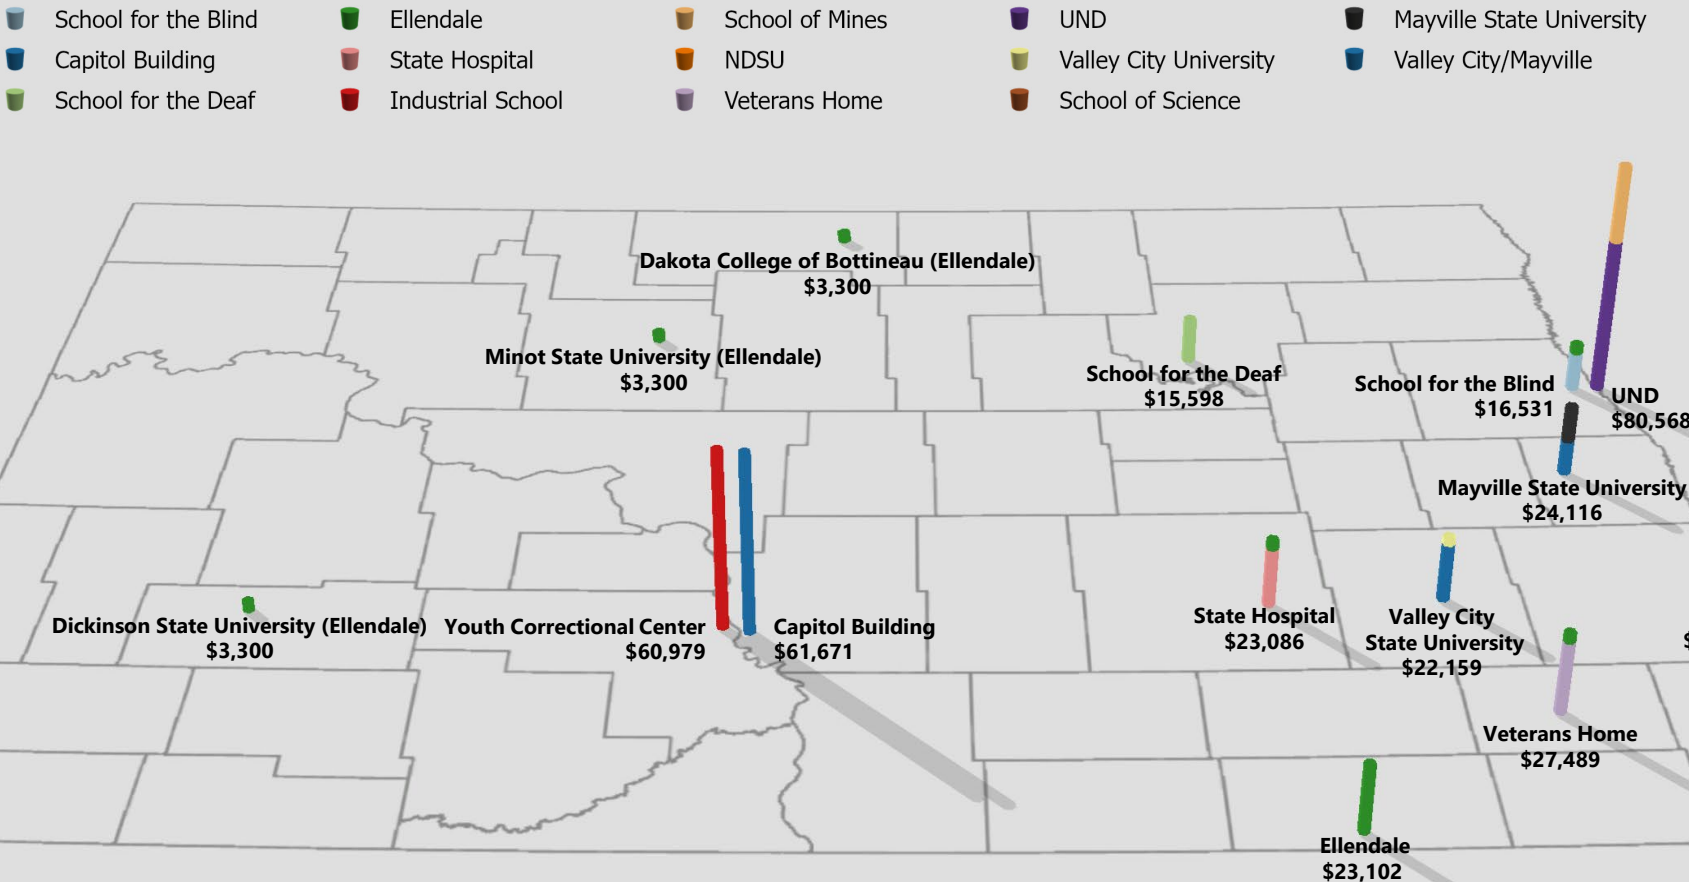 School for the Blind
Ellendale
School of Mines
UND
Mayville State University
Capitol Building
State Hospital
NDSU
Valley City University
Valley City/Mayville
School for the Deaf
Industrial School
Veterans Home
School of Science
Dakota College of Bottineau (Ellendale)
$3,300
Minot State University (Ellendale)
$3,300
School for the Deaf
$15,598
School for the Blind
$16,531
UND
$80,568
Mayville State University
$24,116
Dickinson State University (Ellendale)
$3,300
Youth Correctional Center
$60,979
Capitol Building
$61,671
State Hospital
$23,086
Valley City
State University
$22,159
$
Veterans Home
$27,489
Ellendale
$23,102